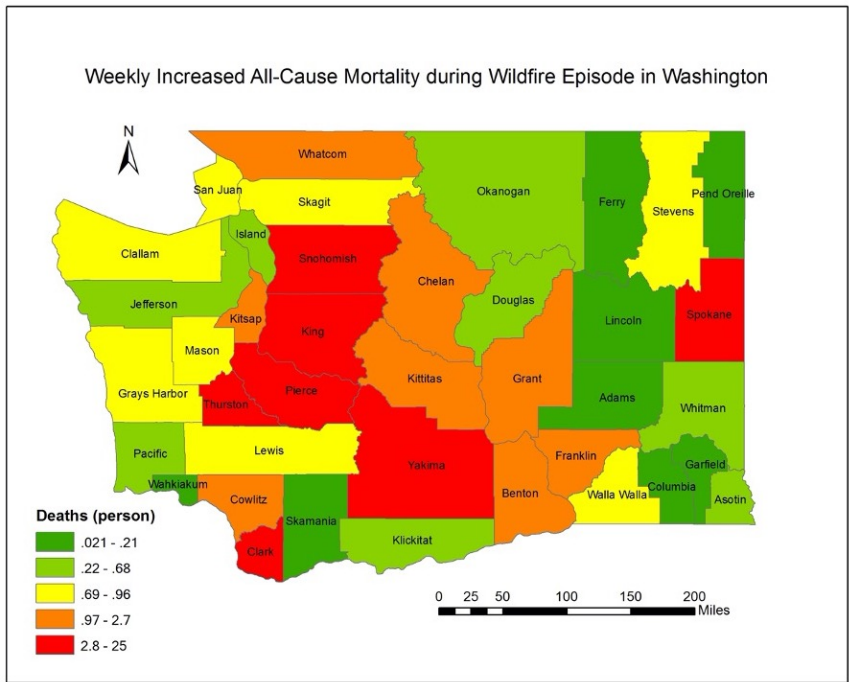 Weekly Increased All-Cause Mortality during Wildfire Episode in Washington
N
Whatcom
San Juan
Skagit
Okanogan
Ferry
Stevens
Pend Oreille
Island
Clallam
Snohomish
Chelan
Jefferson
Douglas
Kitsap
King
Lincoln
Spokane
Mason
Kittitas
Grant
Grays Harbor
Pierce
Thurston
Adams
Whitman
Pacific
Lewis
Yakima
Franklin
Garfield
Wahkiakum
Cowlitz
Benton
Walla Walla
Columbia
Asotin
Skamania
Klickitat
Clark
Deaths (person)
.021 - .21
.22 - .68
.69 - .96
.97 - 2.7
2.8 - 25
0 25 50 100 150 200
Miles